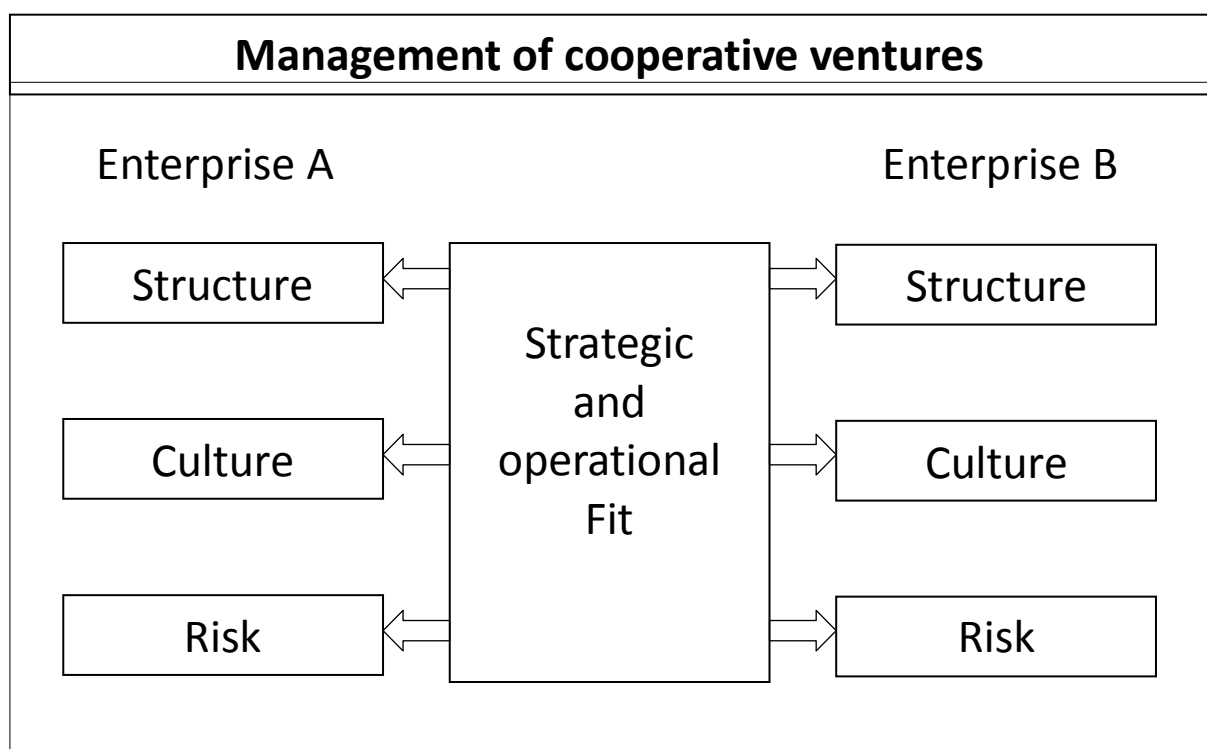 Management of cooperative ventures
Enterprise A
Enterprise B
Structure
Culture
Risk
Strategic
and
operational
Fit
Structure
Culture
Risk